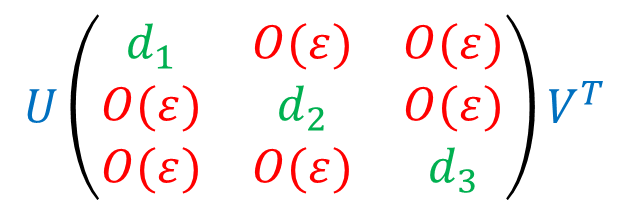 d₁ O(ε) O(ε)
U ( O(ε) d₂ O(ε) ) Vᵀ
O(ε) O(ε) d₃